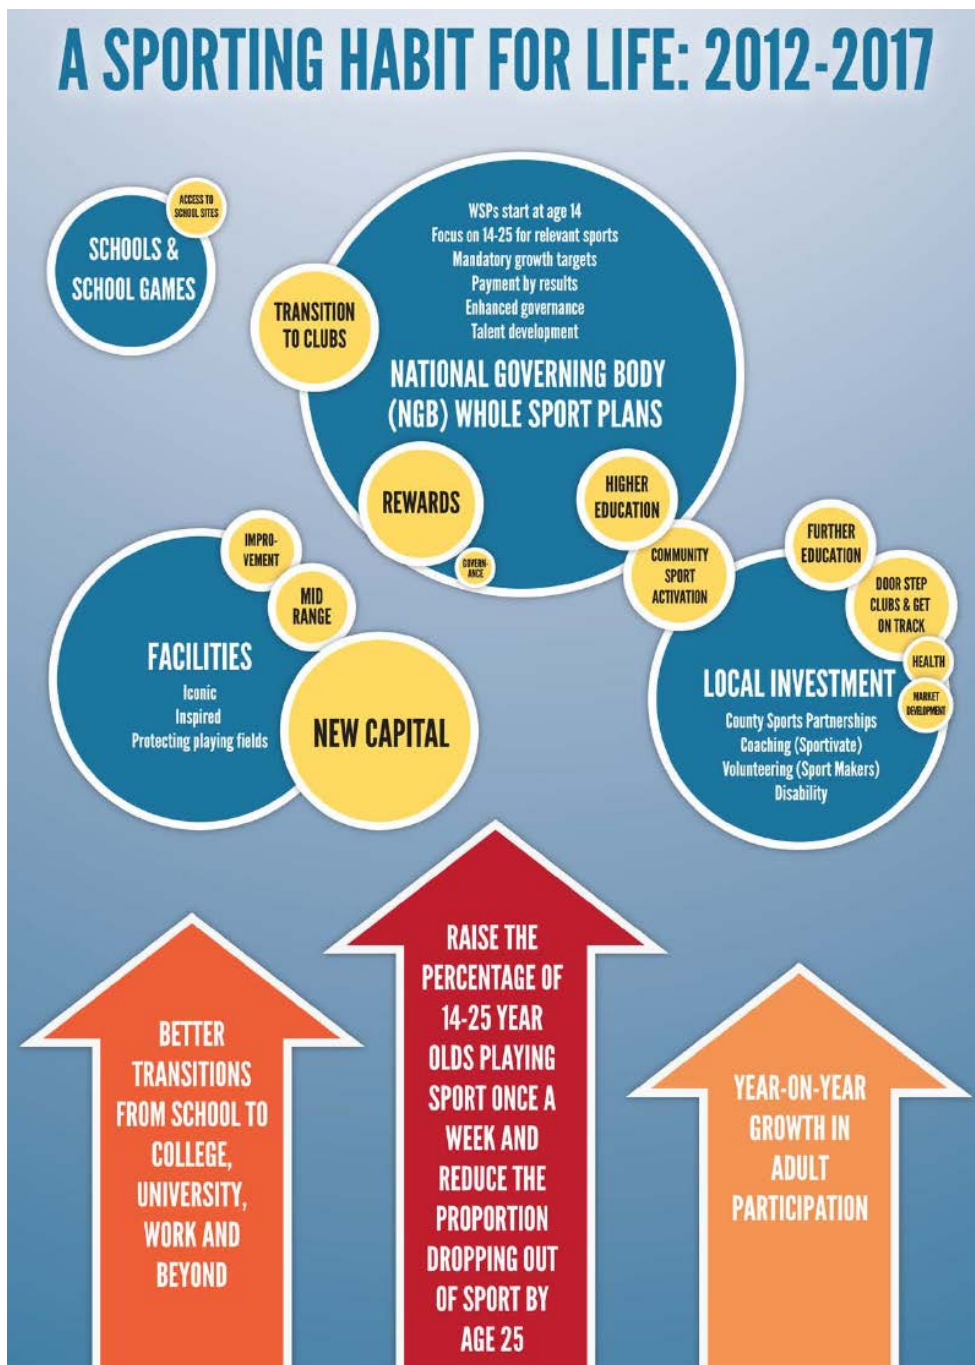 A SPORTING HABIT FOR LIFE: 2012-2017
ACCESS TO
SCHOOL SITES
SCHOOLS &
SCHOOL GAMES
WSPs start at age 14
Focus on 14-25 for relevant sports
Mandatory growth targets
Payment by results
Enhanced governance
Talent development
TRANSITION
TO CLUBS
NATIONAL GOVERNING BODY
(NGB) WHOLE SPORT PLANS
REWARDS
GOVERN-
ANCE
HIGHER
EDUCATION
COMMUNITY
SPORT
ACTIVATION
IMPRO-
VEMENT
MID
RANGE
FACILITIES
Iconic
Inspired
Protecting playing fields
NEW CAPITAL
FURTHER
EDUCATION
DOOR STEP
CLUBS & GET
ON TRACK
HEALTH
MARKET
DEVELOPMENT
LOCAL INVESTMENT
County Sports Partnerships
Coaching (Sportivate)
Volunteering (Sport Makers)
Disability
BETTER
TRANSITIONS
FROM SCHOOL TO
COLLEGE,
UNIVERSITY,
WORK AND
BEYOND
RAISE THE
PERCENTAGE OF
14-25 YEAR
OLDS PLAYING
SPORT ONCE A
WEEK AND
REDUCE THE
PROPORTION
DROPPING OUT
OF SPORT BY
AGE 25
YEAR-ON-YEAR
GROWTH IN
ADULT
PARTICIPATION